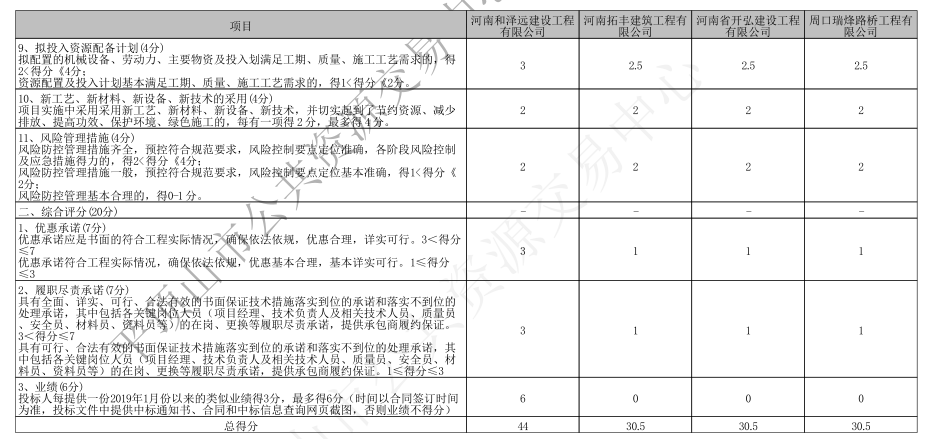 项目
河南和泽远建设工程有限公司
河南拓丰建筑工程有限公司
河南省开弘建设工程有限公司
周口瑞烽路桥工程有限公司
9、拟投入资源配备计划(4分)
拟配置的机械设备、劳动力、主要物资及投入划满足工期、质量、施工工艺需求的，得
2<得分《4分；
资源配置及投入计划基本满足工期、质量、施工工艺需求的，得1<得分《2分。
3
2.5
2.5
2.5
10、新工艺、新材料、新设备、新技术的采用(4分)
项目实施中采用采用新工艺、新材料、新设备、新技术，并切实起到了节约资源、减少
排放、提高功效、保护环境、绿色施工的，每有一项得 2 分，最多得 4 分。
2
2
2
2
11、风险管理措施(4分)
风险防控管理措施齐全，预控符合规范要求，风险控制要点定位准确，各阶段风险控制
及应急措施得力的，得2<得分《4分；
风险防控管理措施一般，预控符合规范要求，风险控制要点定位基本准确，得1<得分《
2分；
风险防控管理基本合理的，得0-1 分。
2
2
2
2
二、综合评分(20分)
–
–
–
–
1、优惠承诺(7分)
优惠承诺应是书面的符合工程实际情况，确保依法依规，优惠合理，详实可行。3＜得分
≤7
优惠承诺符合工程实际情况，确保依法依规，优惠基本合理，基本详实可行。1≤得分
≤3
3
1
1
1
2、履职尽责承诺(7分)
具有全面、详实、可行、合法有效的书面保证技术措施落实到位的承诺和落实不到位的
处理承诺，其中包括各关键岗位人员（项目经理、技术负责人及相关技术人员、质量员
、安全员、材料员、资料员等）的在岗、更换等履职尽责承诺，提供承包商履约保证。
3<得分≤7
具有可行、合法有效的书面保证技术措施落实到位的承诺和落实不到位的处理承诺，其
中包括各关键岗位人员（项目经理、技术负责人及相关技术人员、质量员、安全员、材
料员、资料员等）的在岗、更换等履职尽责承诺，提供承包商履约保证。1≤得分≤3
3
1
1
1
3、业绩(6分)
投标人每提供一份2019年1月份以来的类似业绩得3分，最多得6分（时间以合同签订时间
为准，投标文件中提供中标通知书、合同和中标信息查询网页截图，否则业绩不得分）
6
0
0
0
总得分
44
30.5
30.5
30.5
平顶山市公共资源交易中心